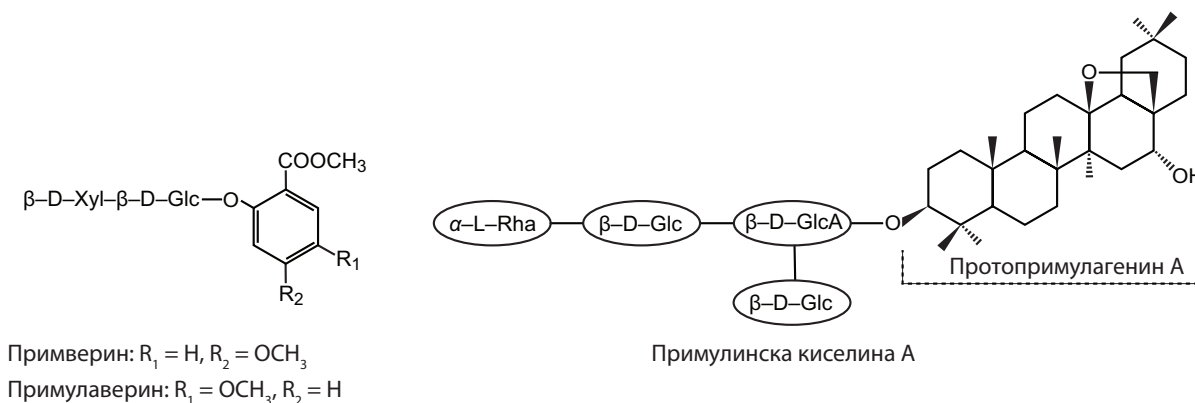 O
OH
COOCH₃
β–D–Xyl–β–D–Glc–O
R₁
R₂
α–L–Rha
β–D–Glc
β–D–GlcA
O
β–D–Glc
Протопримулагенин А
Примверин: R₁ = H, R₂ = OCH₃
Примулаверин: R₁ = OCH₃, R₂ = H
Примулинска киселина А